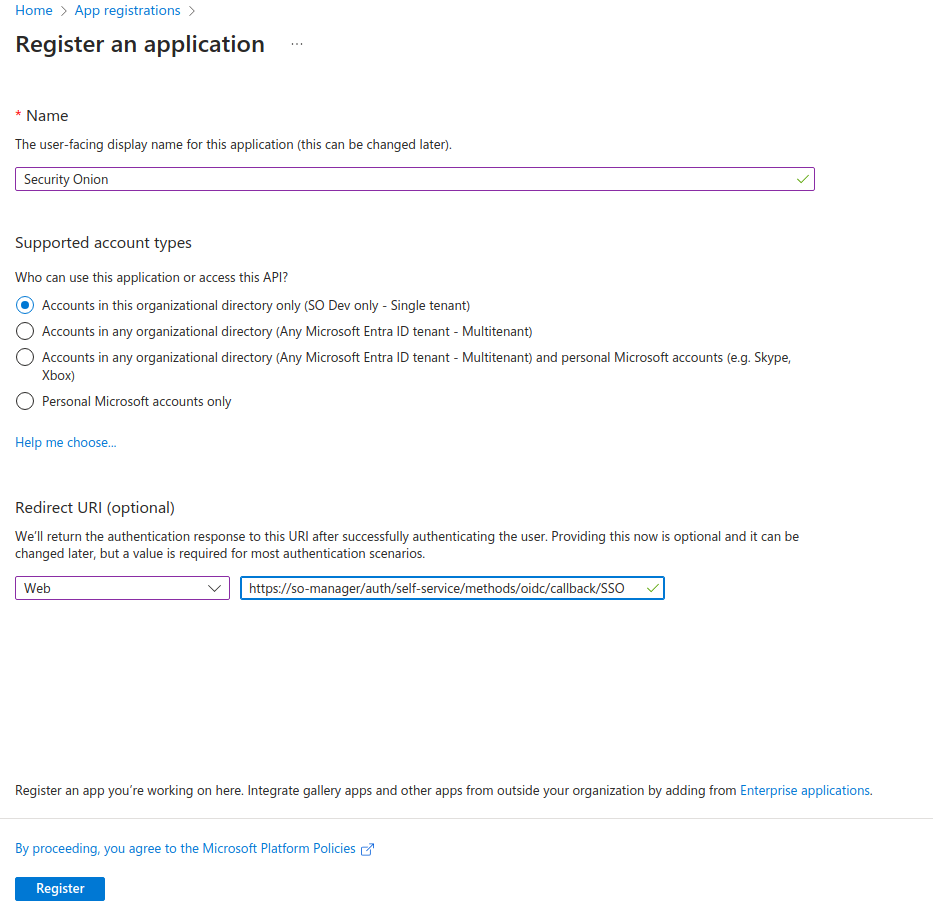 Home > App registrations >
Register an application ...
* Name
The user-facing display name for this application (this can be changed later).
Security Onion
Supported account types
Who can use this application or access this API?
Accounts in this organizational directory only (SO Dev only - Single tenant)
Accounts in any organizational directory (Any Microsoft Entra ID tenant - Multitenant)
Accounts in any organizational directory (Any Microsoft Entra ID tenant - Multitenant) and personal Microsoft accounts (e.g. Skype,
Xbox)
Personal Microsoft accounts only
Help me choose...
Redirect URI (optional)
We'll return the authentication response to this URI after successfully authenticating the user. Providing this now is optional and it can be
changed later, but a value is required for most authentication scenarios.
Web
https://so-manager/auth/self-service/methods/oidc/callback/SSO
Register an app you're working on here. Integrate gallery apps and other apps from outside your organization by adding from Enterprise applications.
By proceeding, you agree to the Microsoft Platform Policies
Register